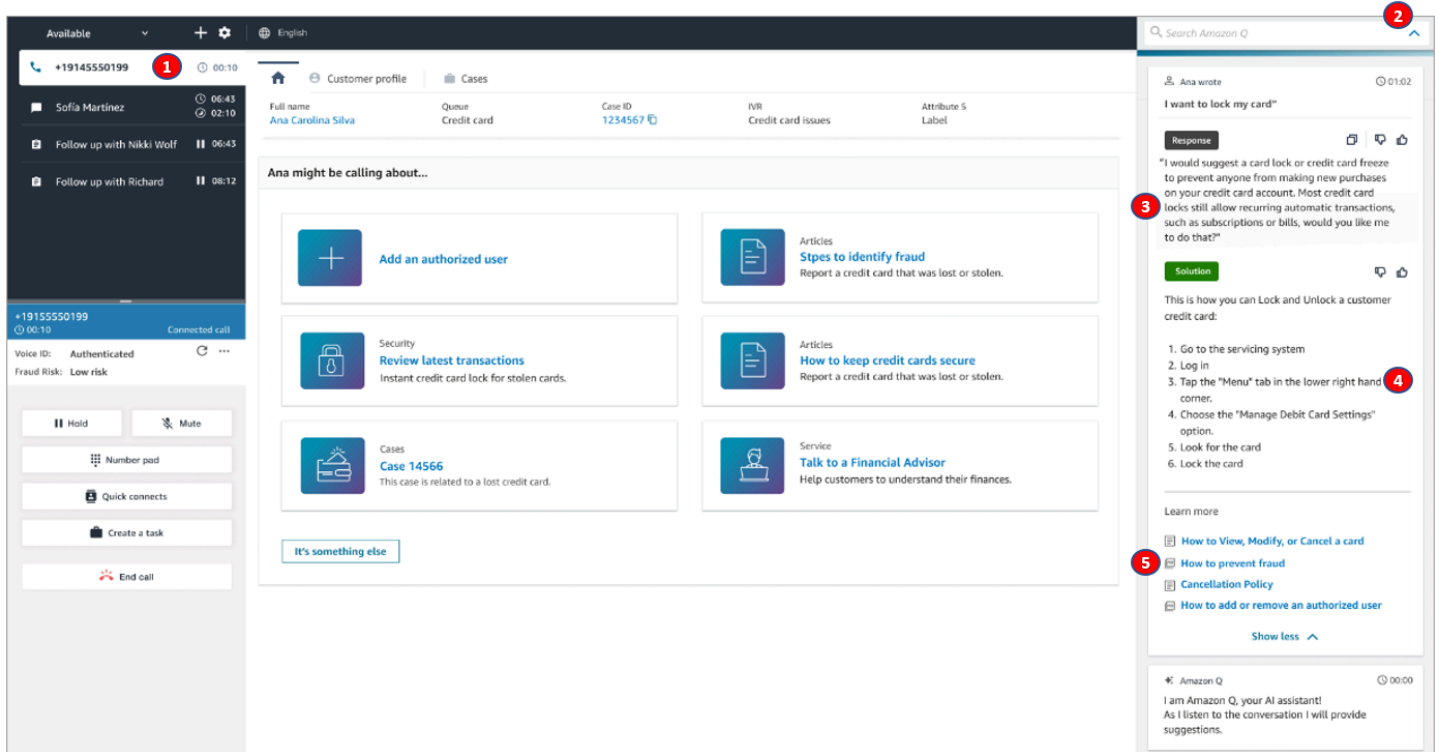 2
Available
English
Search Amazon Q
+19145550199
1
00:10
Sofía Martínez
06:43
02:10
Follow up with Nikki Wolf
06:43
Follow up with Richard
08:12
+19155550199
00:10
Connected call
Voice ID: Authenticated
Fraud Risk: Low risk
Hold
Mute
Number pad
Quick connects
Create a task
End call
Customer profile
Cases
Full name
Ana Carolina Silva
Queue
Credit card
Case ID
1234567
IVR
Credit card issues
Attribute 5
Label
Ana might be calling about...
Add an authorized user
Articles
Stpes to identify fraud
Report a credit card that was lost or stolen.
Security
Review latest transactions
Instant credit card lock for stolen cards.
Articles
How to keep credit cards secure
Report a credit card that was lost or stolen.
Cases
Case 14566
This case is related to a lost credit card.
Service
Talk to a Financial Advisor
Help customers to understand their finances.
It's something else
Ana wrote
01:02
I want to lock my card"
Response
"I would suggest a card lock or credit card freeze
to prevent anyone from making new purchases
on your credit card account. Most credit card
3
locks still allow recurring automatic transactions,
such as subscriptions or bills, would you like me
to do that?"
Solution
This is how you can Lock and Unlock a customer
credit card:
1. Go to the servicing system
2. Log in
3. Tap the "Menu" tab in the lower right hand
4
corner.
4. Choose the "Manage Debit Card Settings"
option.
5. Look for the card
6. Lock the card
Learn more
How to View, Modify, or Cancel a card
5
How to prevent fraud
Cancellation Policy
How to add or remove an authorized user
Show less
Amazon Q
00:00
I am Amazon Q, your AI assistant!
As I listen to the conversation I will provide
suggestions.